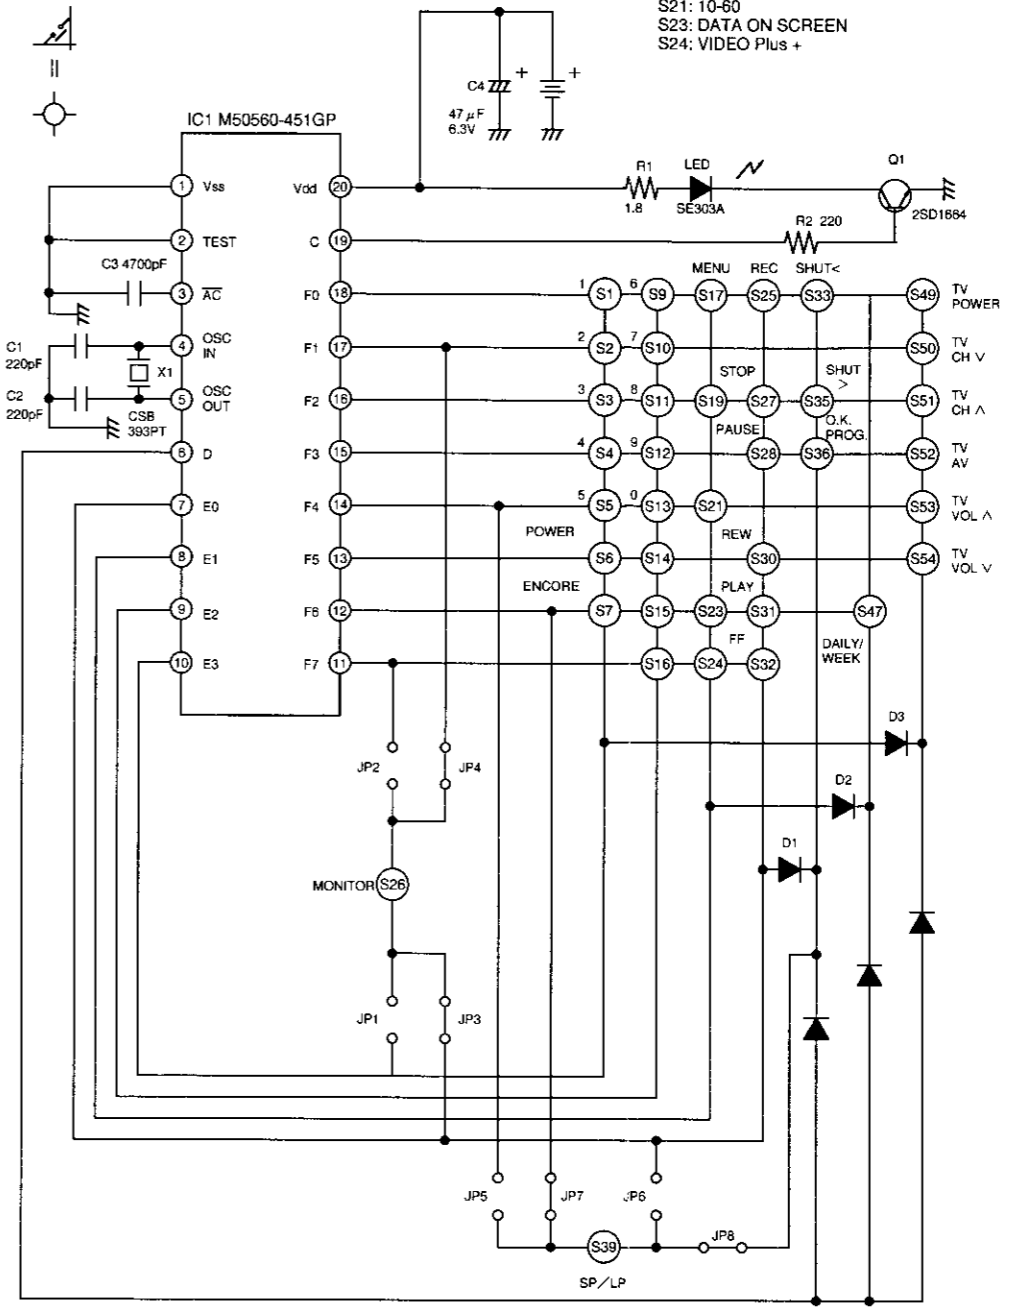 S21: 10-60
S23: DATA ON SCREEN
S24: VIDEO Plus +
C4
+
+
47 μF
6.3V
IC1 M50560-451GP
1 Vss
Vdd 20
R1
1.8
LED
SE303A
Q1
2SD1664
2 TEST
C 19
R2 220
C3 4700pF
3 AC
F0 18
MENU REC SHUT<
1 S1 6 S9 S17 S25 S33 S49 TV POWER
C1
220pF
4 OSC IN
F1 17
2 S2 7 S10 S50 TV CH ∨
X1
STOP
SHUT >
C2
220pF
5 OSC OUT
CSB
393PT
F2 16
3 S3 8 S11 S19 S27 S35 S51 TV CH ∧
PAUSE
O.K.
PROG.
6 D
F3 15
4 S4 9 S12 S28 S36 S52 TV AV
7 E0
F4 14
5 S5 0 S13 S21 S53 TV VOL ∧
POWER
REW
8 E1
F5 13
S6 S14 S30 S54 TV VOL ∨
ENCORE
PLAY
9 E2
F6 12
S7 S15 S23 S31 S47
FF
DAILY/
WEEK
10 E3
F7 11
S16 S24 S32
D3
JP2
JP4
D2
D1
MONITOR S26
JP1
JP3
JP5
JP7
JP6
JP8
S39
SP/LP